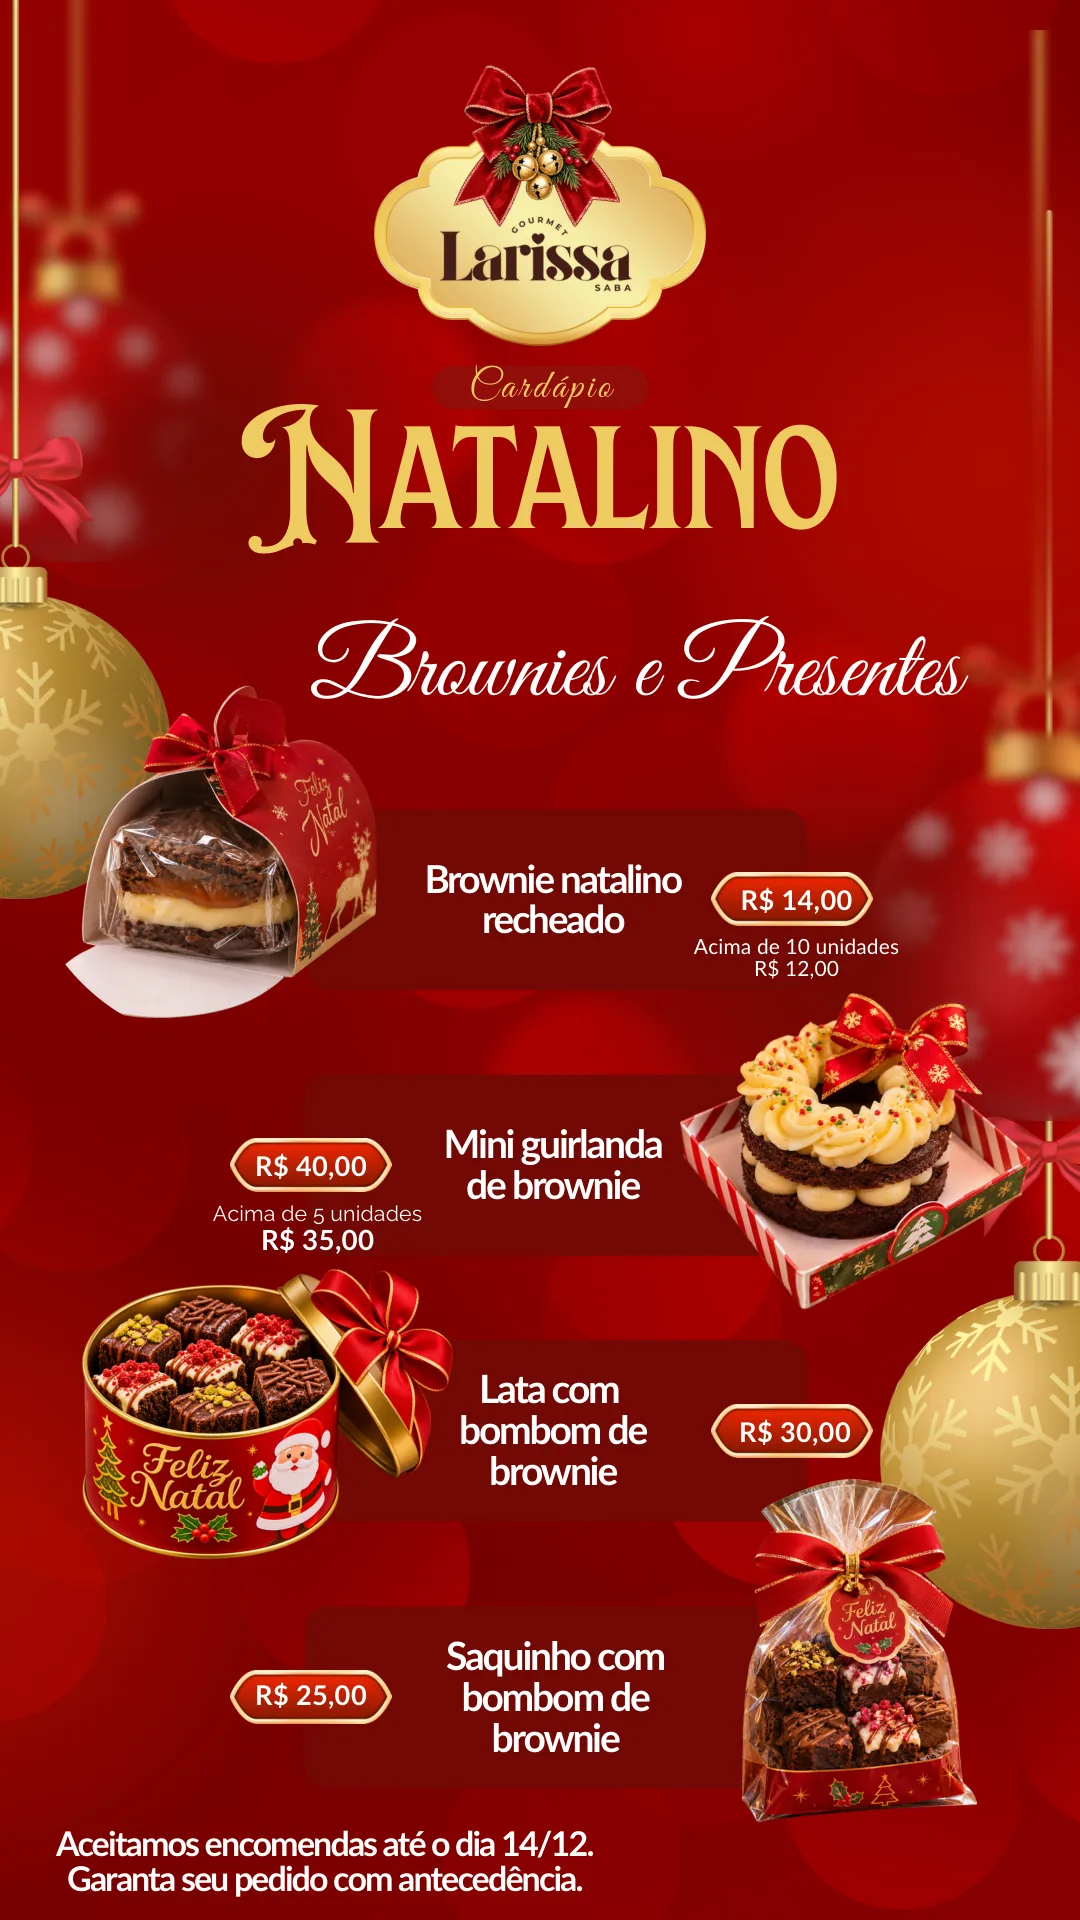 GOURMET
Larissa
SABA
Cardápio
NATALINO
Brownies e Presentes
Feliz
Natal
Brownie natalino
recheado
R$ 14,00
Acima de 10 unidades
R$ 12,00
Mini guirlanda
de brownie
R$ 40,00
Acima de 5 unidades
R$ 35,00
Feliz
Natal
Lata com
bombom de
brownie
R$ 30,00
Feliz
Natal
Saquinho com
bombom de
brownie
R$ 25,00
Aceitamos encomendas até o dia 14/12.
Garanta seu pedido com antecedência.